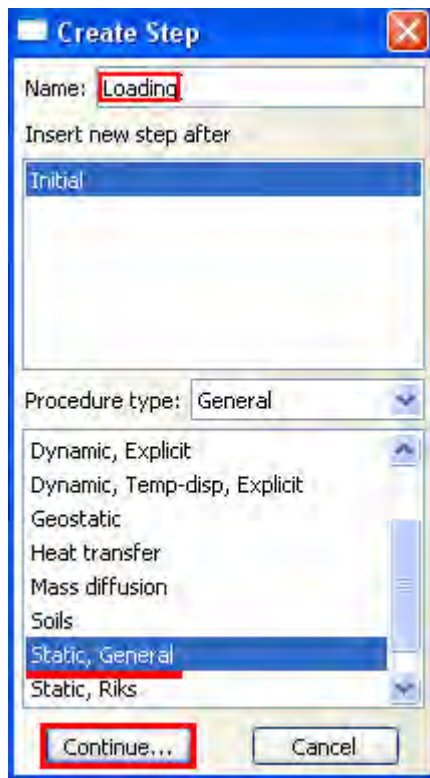 Create Step
Name: Loading
Insert new step after
Initial
Procedure type: General
Dynamic, Explicit
Dynamic, Temp-disp, Explicit
Geostatic
Heat transfer
Mass diffusion
Soils
Static, General
Static, Riks
Continue... Cancel